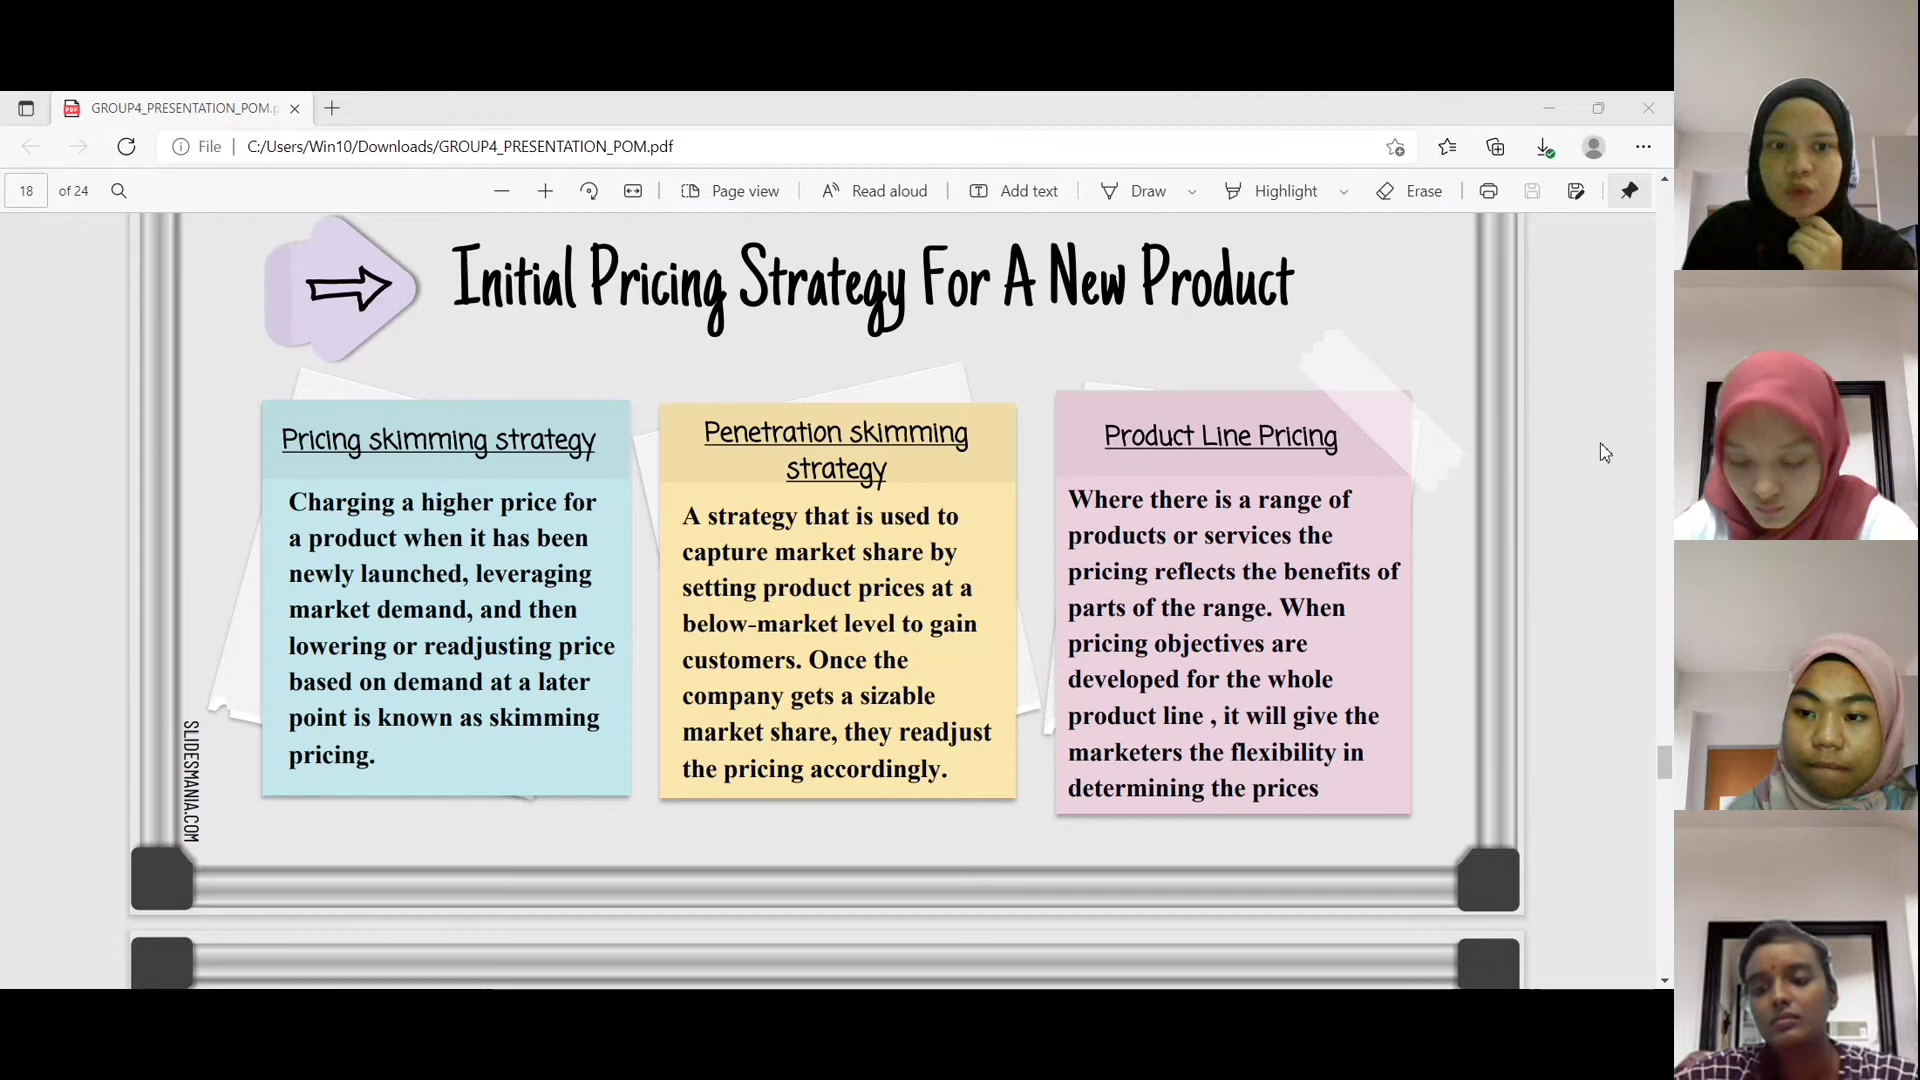 GROUP4_PRESENTATION_POM.p
File
C:/Users/Win10/Downloads/GROUP4_PRESENTATION_POM.pdf
18 of 24
Page view
Read aloud
Add text
Draw
Highlight
Erase
Initial Pricing Strategy For A New Product
Pricing skimming strategy
Charging a higher price for
a product when it has been
newly launched, leveraging
market demand, and then
lowering or readjusting price
based on demand at a later
point is known as skimming
pricing.
Penetration skimming
strategy
A strategy that is used to
capture market share by
setting product prices at a
below-market level to gain
customers. Once the
company gets a sizable
market share, they readjust
the pricing accordingly.
Product Line Pricing
Where there is a range of
products or services the
pricing reflects the benefits of
parts of the range. When
pricing objectives are
developed for the whole
product line , it will give the
marketers the flexibility in
determining the prices
SLIDESMANIA.COM